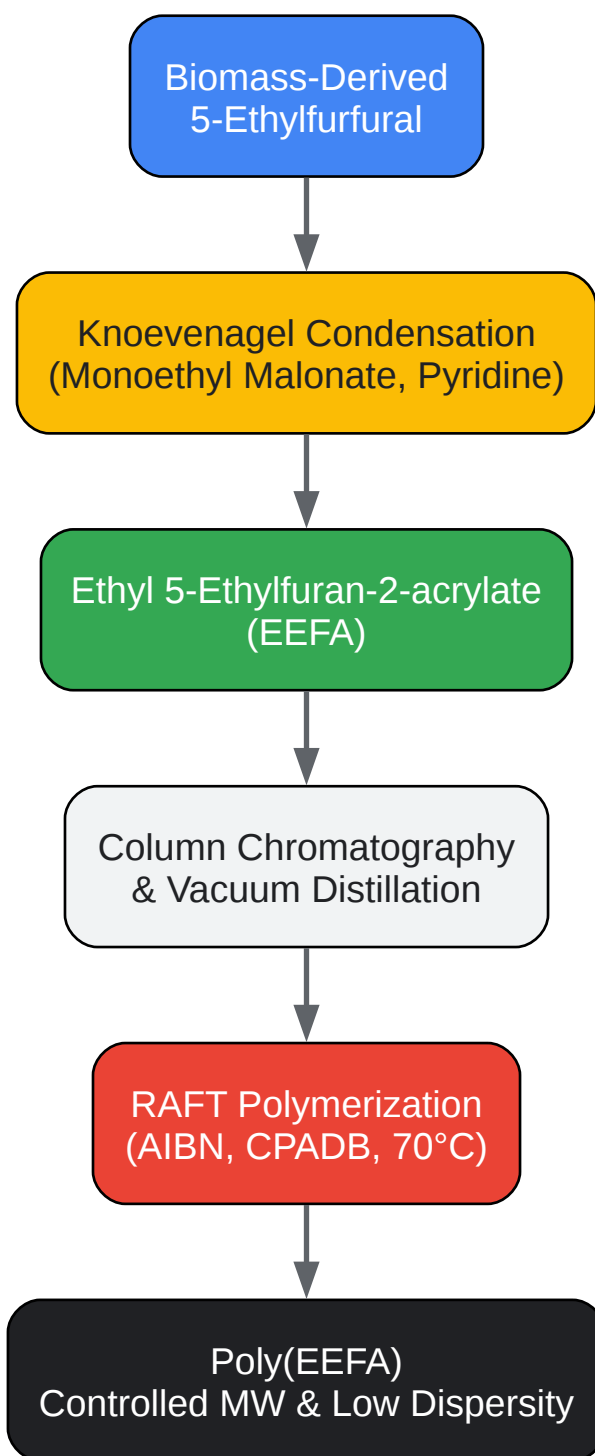 Biomass-Derived
5-Ethylfurfural
Knoevenagel Condensation
(Monoethyl Malonate, Pyridine)
Ethyl 5-Ethylfuran-2-acrylate
(EEFA)
Column Chromatography
& Vacuum Distillation
RAFT Polymerization
(AIBN, CPADB, 70°C)
Poly(EEFA)
Controlled MW & Low Dispersity